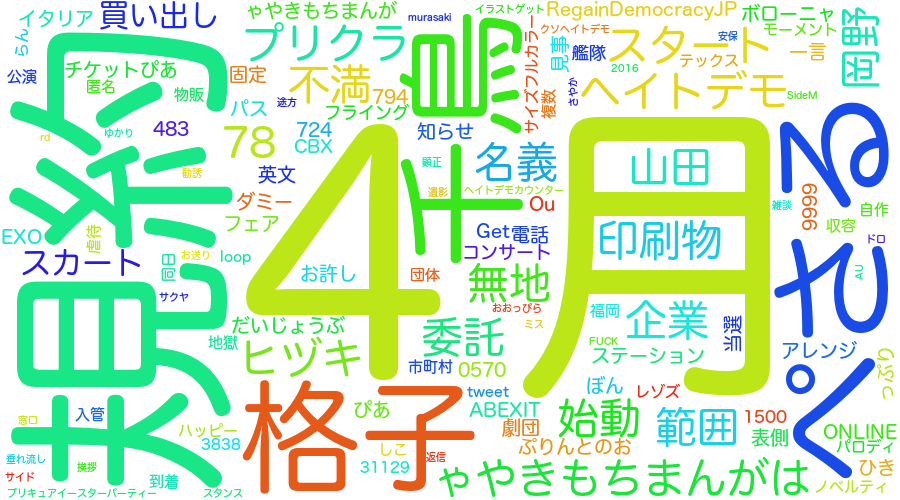 イタリア
買い出し
ゃやきもちまんが
murasaki
イラストゲット
RegainDemocracyJP
ボローニャ
モーメント
らん
公演
チケットぴあ
匿名
物販
固定
プリクラ
不満
794
フライング
サイズフルカラー
クソヘイトデモ
見事
艦隊
複数
スタート
安保
テックス
一言
岡野
2016
さやか
SideM
ヘイトデモ
rd
ゆかり
483
勧誘
パス
途方
78
724
CBX
知らせ
英文
ダミー
フェア
顕正
遺影
ヘイトデモカウンター
名義
Ou
山田
雑談
9999
自作
収容
ドロ
EXO
虐待
お送り
同日
loop
スカート
サクヤ
お許し
団体
Get
電話
コンサート
印刷物
AU
無地
おおっぴら
ミス
4月
福岡
企業
FUCK
当選
ステーション
アレンジ
りぷっ
だいじょうぶ
地獄
ヒヅキ
委託
市町村
0570
tweet
ぼん
レゾズ
窓口
入管
ハッピー
3838
格子
ぴあ
ABEXIT
始動
範囲
1500
表側
ONLINE
パロディ
垂れ流し
挨拶
しこ
返信
31129
劇団
ぷりんとのお
サイド
到着
プリキュアイースターパーティー
スタンス
ゃやきもちまんがは
ひき
ノベルティ